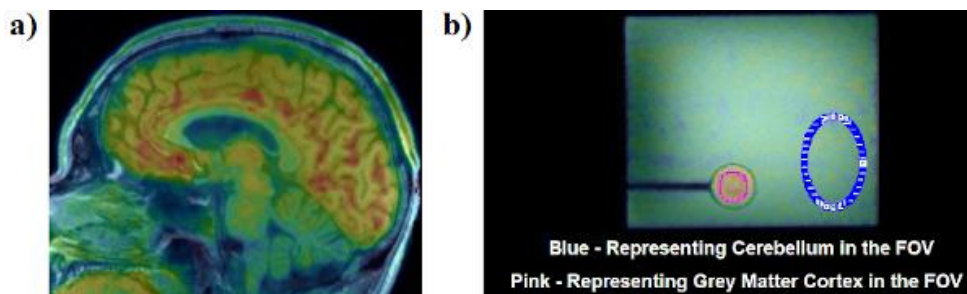 a)
b)
Blue - Representing Cerebellum in the FOV
Pink - Representing Grey Matter Cortex in the FOV